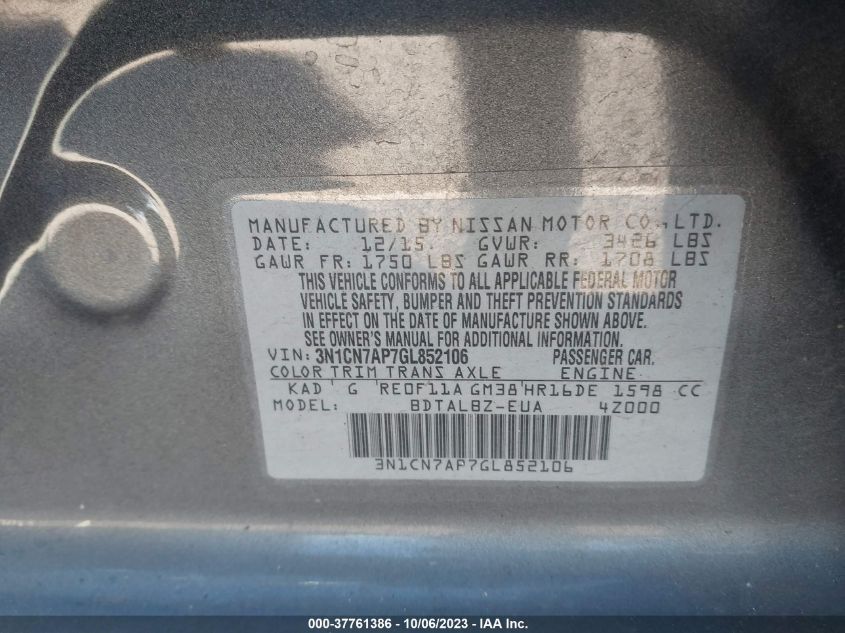 MANUFACTURED BY NISSAN MOTOR CO., LTD.
DATE: 12/15. GVWR: 3426 LBS
GAWR FR: 1750 LBS GAWR RR: 1708 LBS
THIS VEHICLE CONFORMS TO ALL APPLICABLE FEDERAL MOTOR
VEHICLE SAFETY, BUMPER AND THEFT PREVENTION STANDARDS
IN EFFECT ON THE DATE OF MANUFACTURE SHOWN ABOVE.
SEE OWNER'S MANUAL FOR ADDITIONAL INFORMATION.
VIN: 3N1CN7AP7GL852106 PASSENGER CAR.
COLOR TRIM TRANS AXLE ENGINE
KAD G RE0F11A GM38 HR16DE 1598 CC
MODEL: BDTALBZ-EUA 4Z000
3N1CN7AP7GL852106
000-37761386 - 10/06/2023 - IAA Inc.